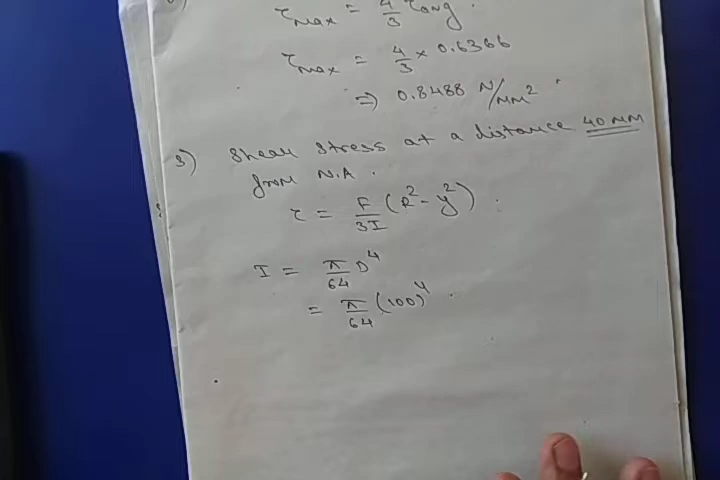 τmax = 4/3 τavg.
τmax = 4/3 × 0.6366
⇒ 0.8488 N/MM²
3) Shear stress at a distance 40 MM
from N.A.
τ = F/3I (R² - y²).
I = π/64 D⁴
= π/64 (100)⁴.